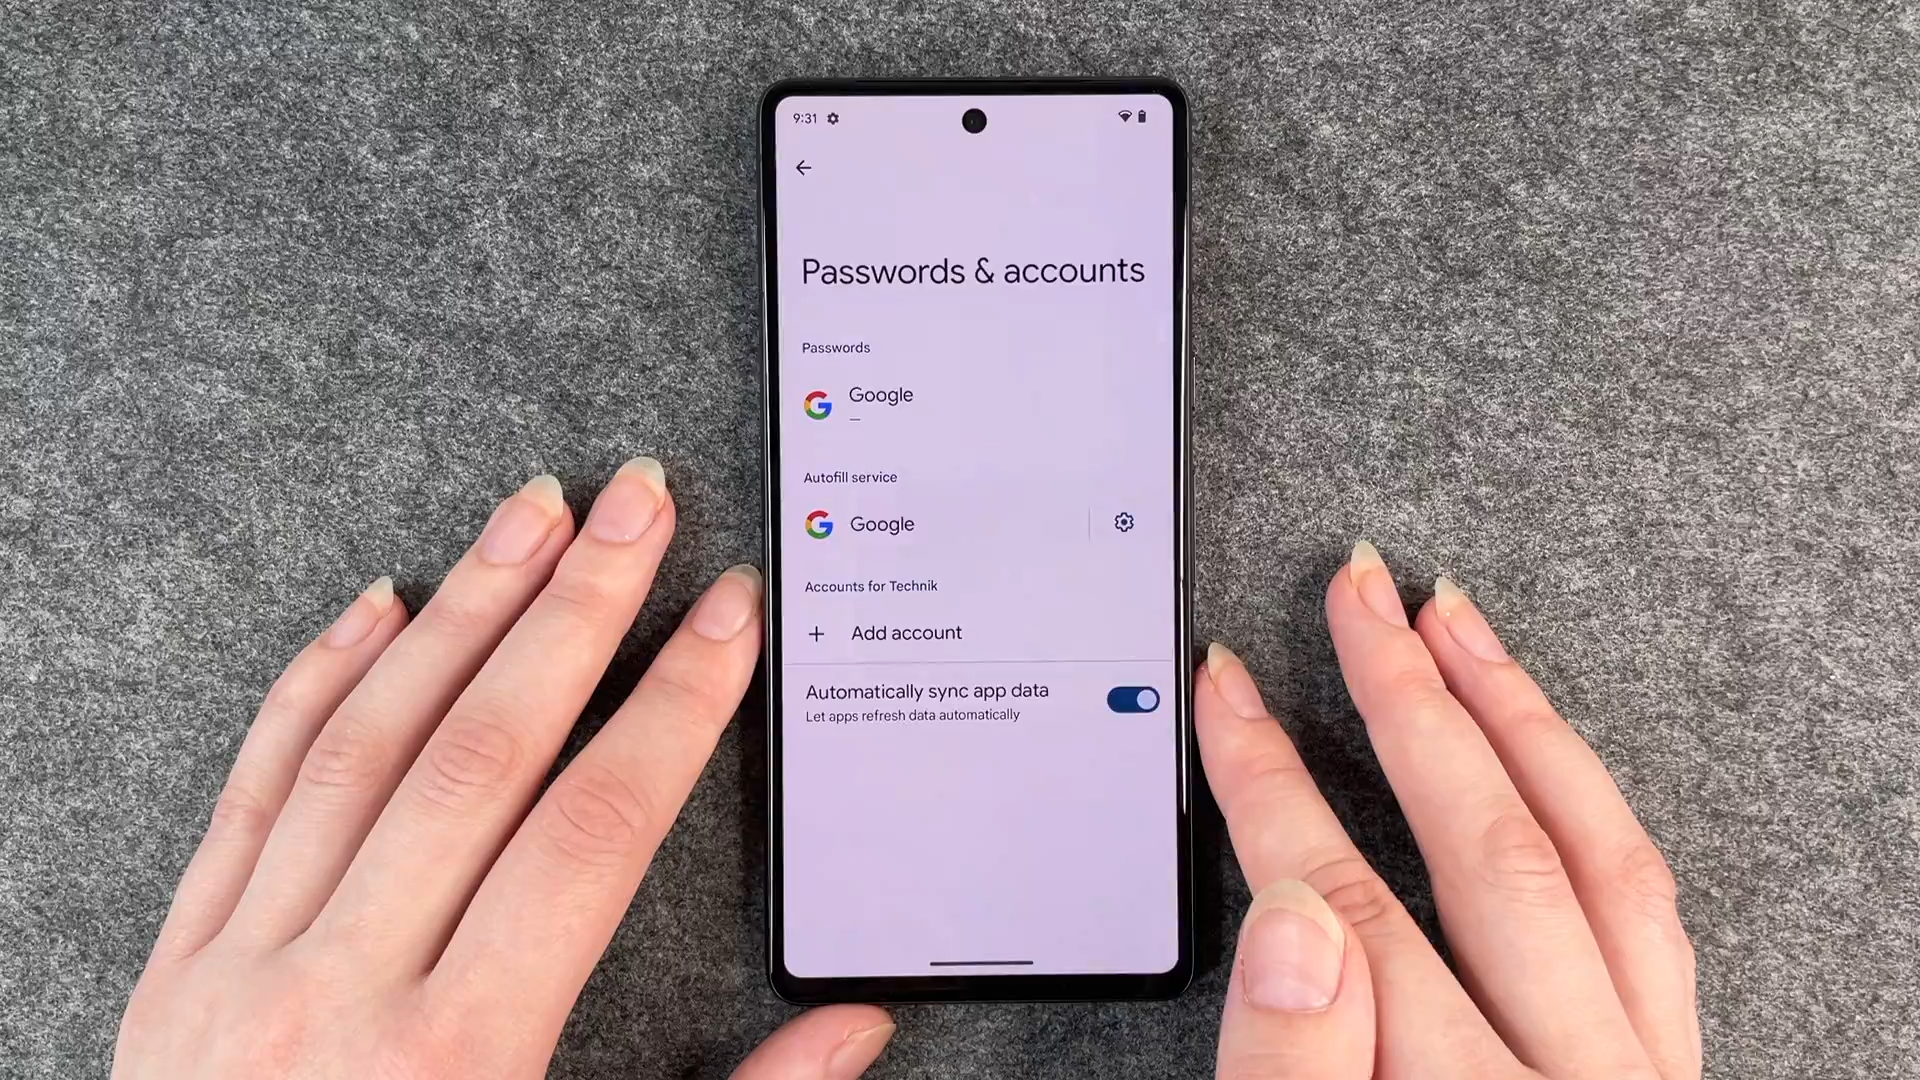 9:31
Passwords & accounts
Passwords
Google
—
Autofill service
Google
Accounts for Technik
Add account
Automatically sync app data
Let apps refresh data automatically